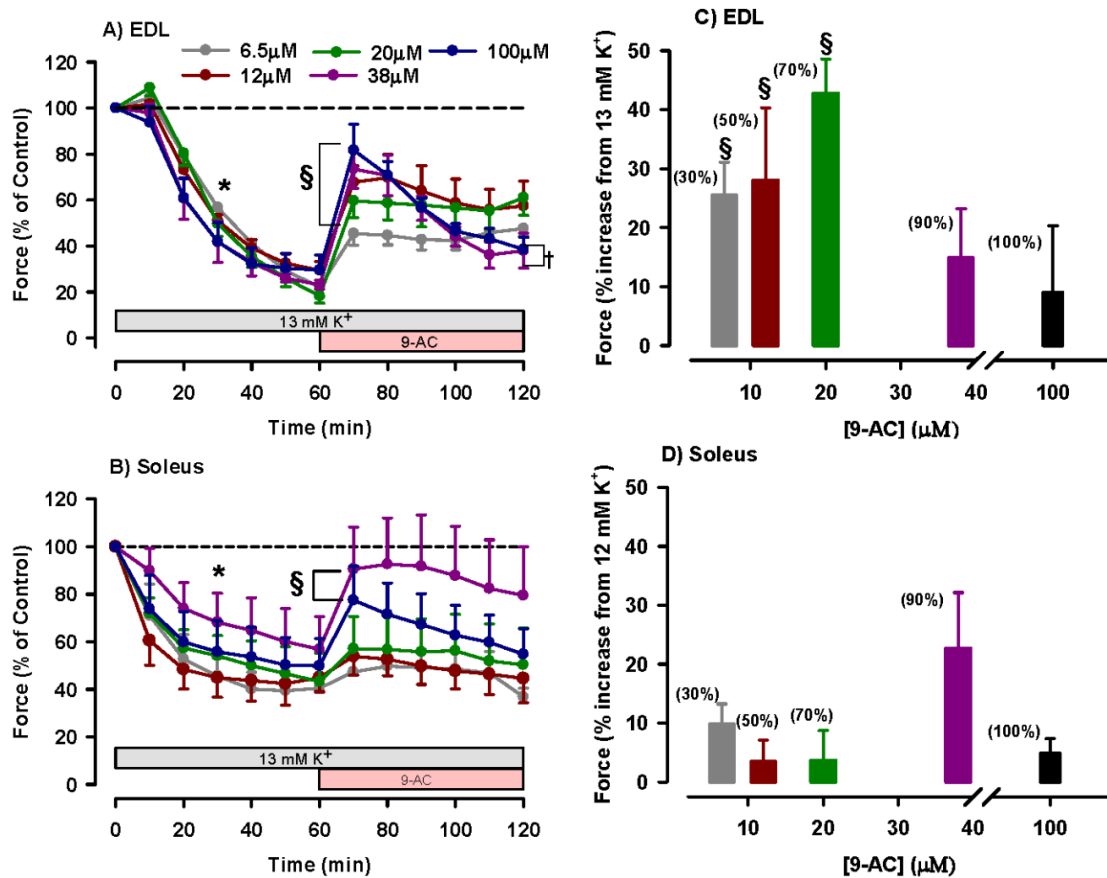 A) EDL
6.5µM 20µM 100µM
12µM 38µM
Force (% of Control)
120
100
80
60
40
20
0
*
§
†
13 mM K+
9-AC
0 20 40 60 80 100 120
Time (min)
C) EDL
Force (% increase from 13 mM K+)
50
40
30
20
10
0
(30%)
§
(50%)
§
(70%)
§
(90%)
(100%)
10 20 30 40 100
[9-AC] (µM)
B) Soleus
Force (% of Control)
120
100
80
60
40
20
0
*
§
13 mM K+
9-AC
0 20 40 60 80 100 120
Time (min)
D) Soleus
Force (% increase from 12 mM K+)
50
40
30
20
10
0
(30%)
(50%)
(70%)
(90%)
(100%)
10 20 30 40 100
[9-AC] (µM)